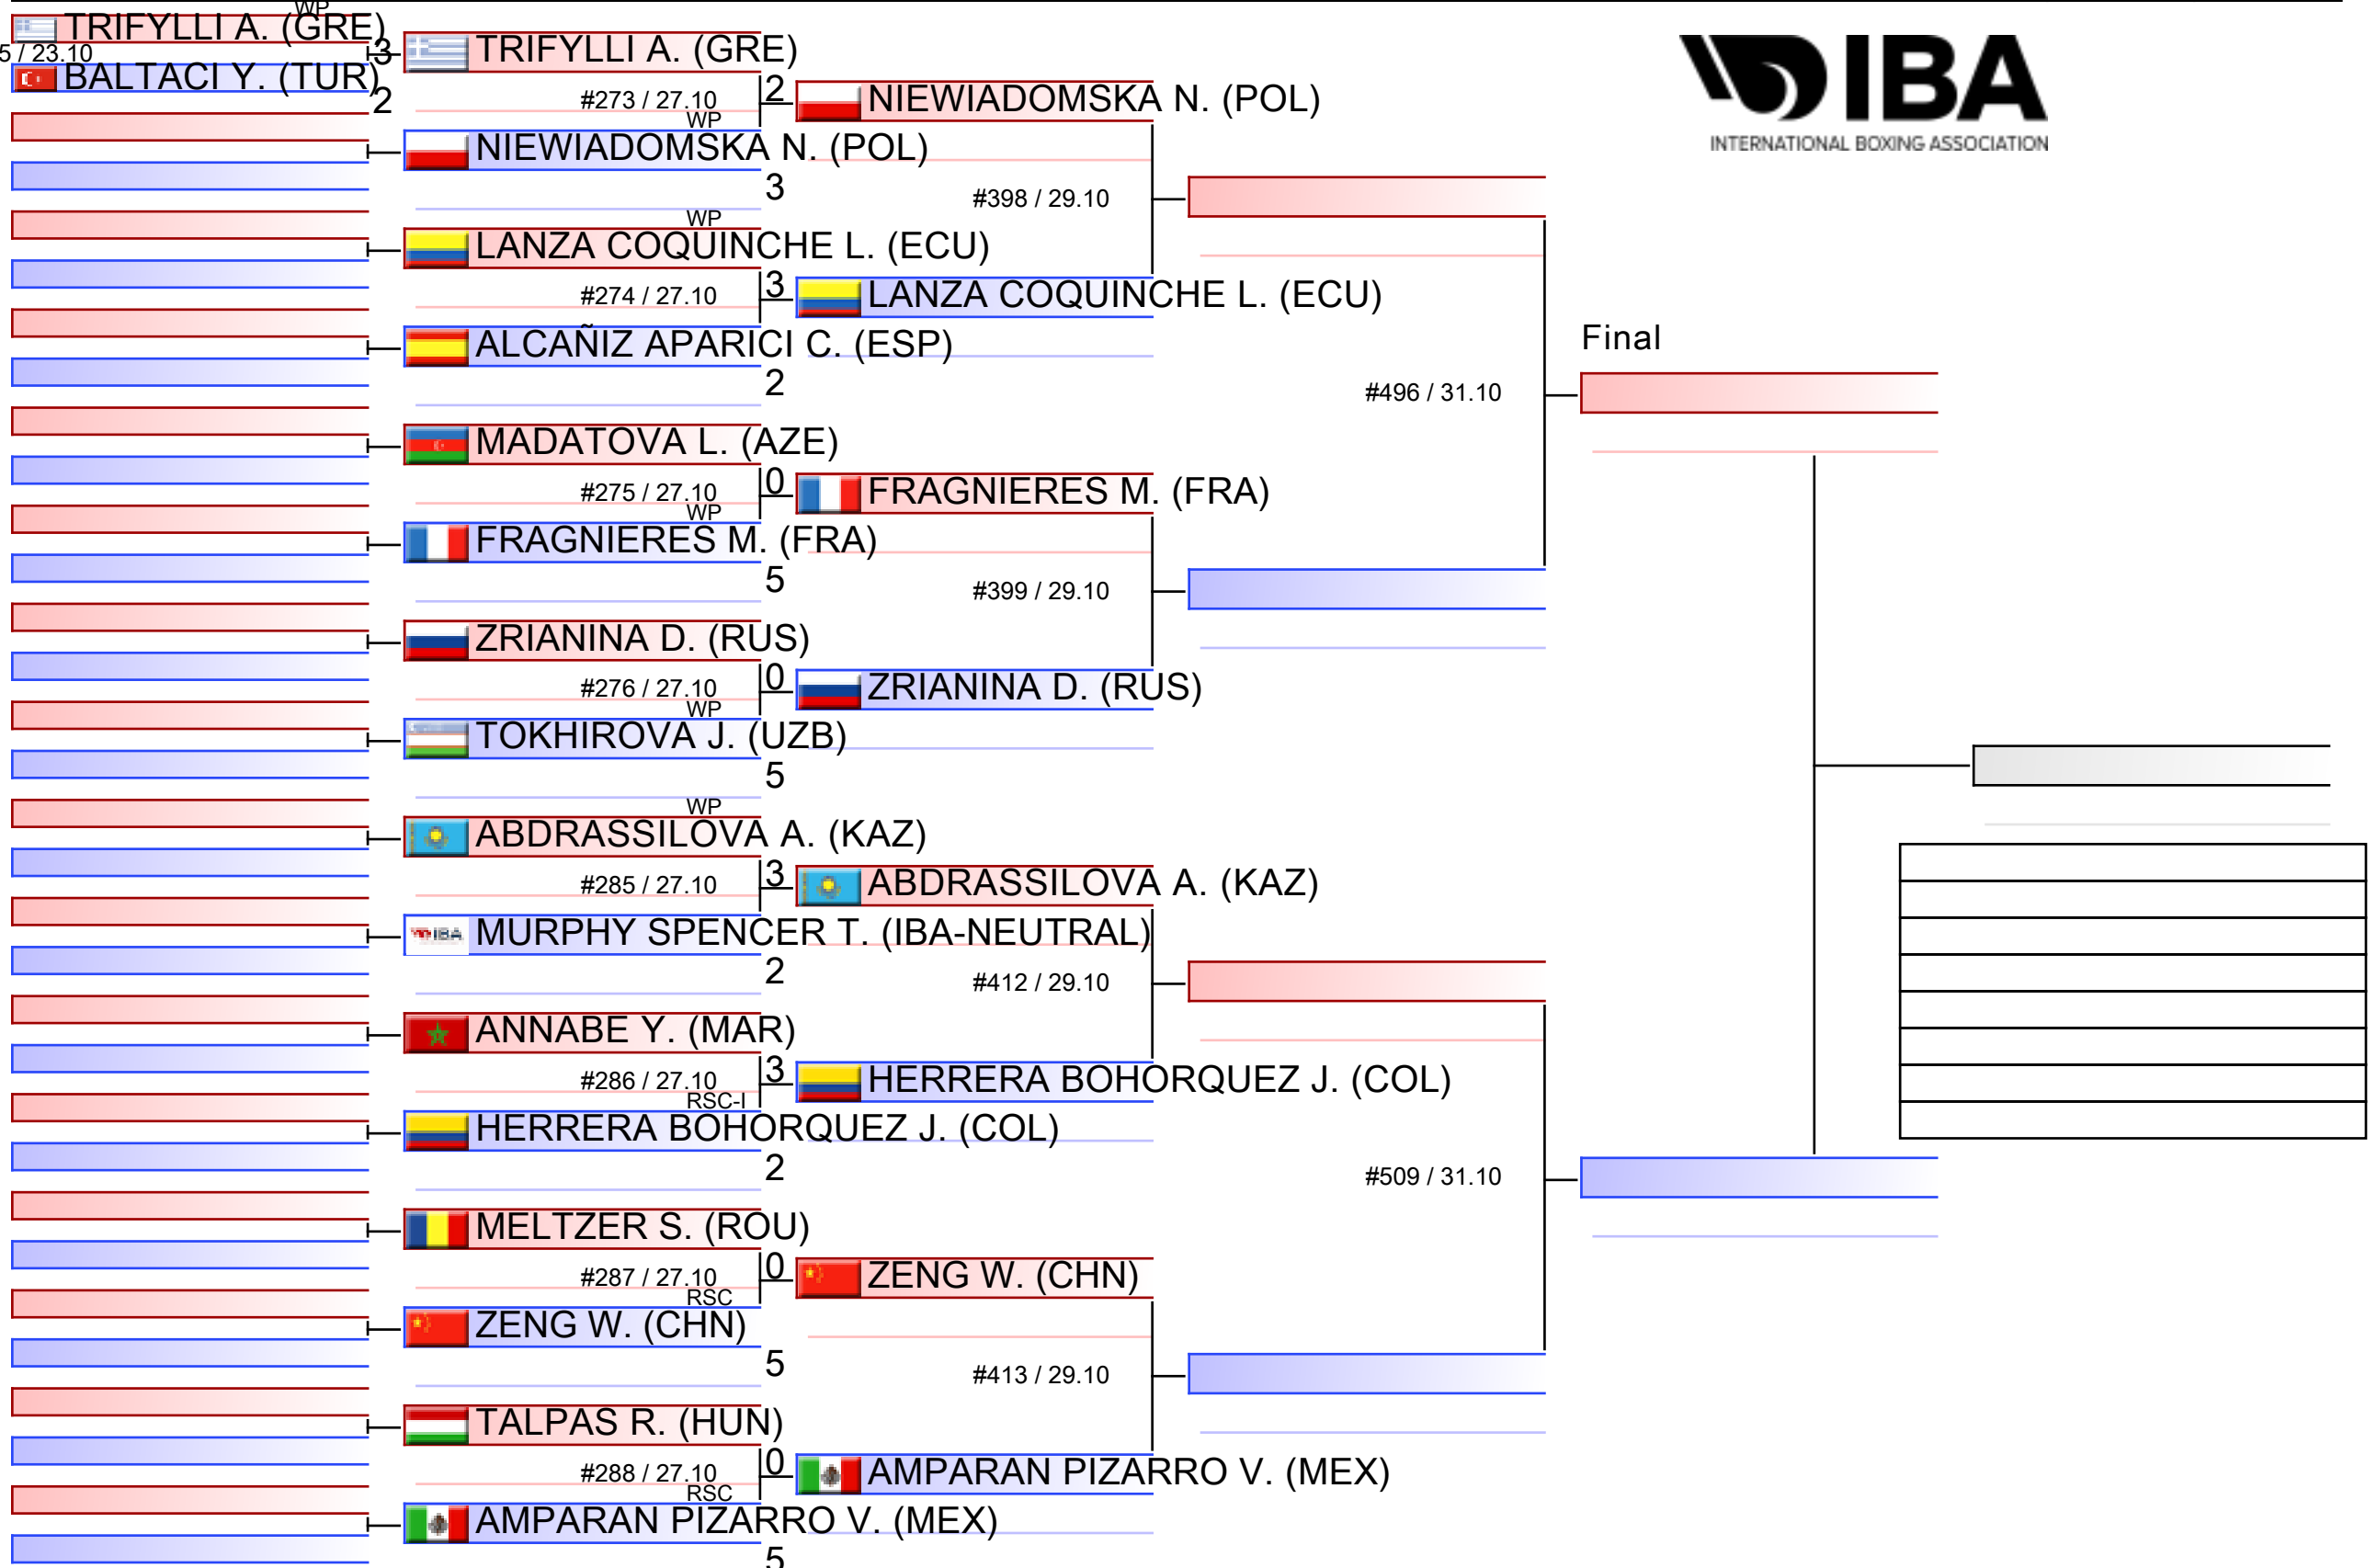 WP
TRIFYLLI A. (GRE)
3
5 / 23.10
BALTACI Y. (TUR)
2
TRIFYLLI A. (GRE)
2
#273 / 27.10
WP
NIEWIADOMSKA N. (POL)
3
WP
LANZA COQUINCHE L. (ECU)
3
#274 / 27.10
ALCAÑIZ APARICI C. (ESP)
2
MADATOVA L. (AZE)
0
#275 / 27.10
WP
FRAGNIERES M. (FRA)
5
ZRIANINA D. (RUS)
0
#276 / 27.10
WP
TOKHIROVA J. (UZB)
5
WP
ABDRASSILOVA A. (KAZ)
3
#285 / 27.10
IBA
MURPHY SPENCER T. (IBA-NEUTRAL)
2
ANNABE Y. (MAR)
3
#286 / 27.10
RSC-I
HERRERA BOHORQUEZ J. (COL)
2
MELTZER S. (ROU)
0
#287 / 27.10
RSC
ZENG W. (CHN)
5
TALPAS R. (HUN)
0
#288 / 27.10
RSC
AMPARAN PIZARRO V. (MEX)
5
NIEWIADOMSKA N. (POL)
#398 / 29.10
LANZA COQUINCHE L. (ECU)
FRAGNIERES M. (FRA)
#399 / 29.10
ZRIANINA D. (RUS)
ABDRASSILOVA A. (KAZ)
#412 / 29.10
HERRERA BOHORQUEZ J. (COL)
ZENG W. (CHN)
#413 / 29.10
AMPARAN PIZARRO V. (MEX)
#496 / 31.10
#509 / 31.10
Final
IBA
INTERNATIONAL BOXING ASSOCIATION